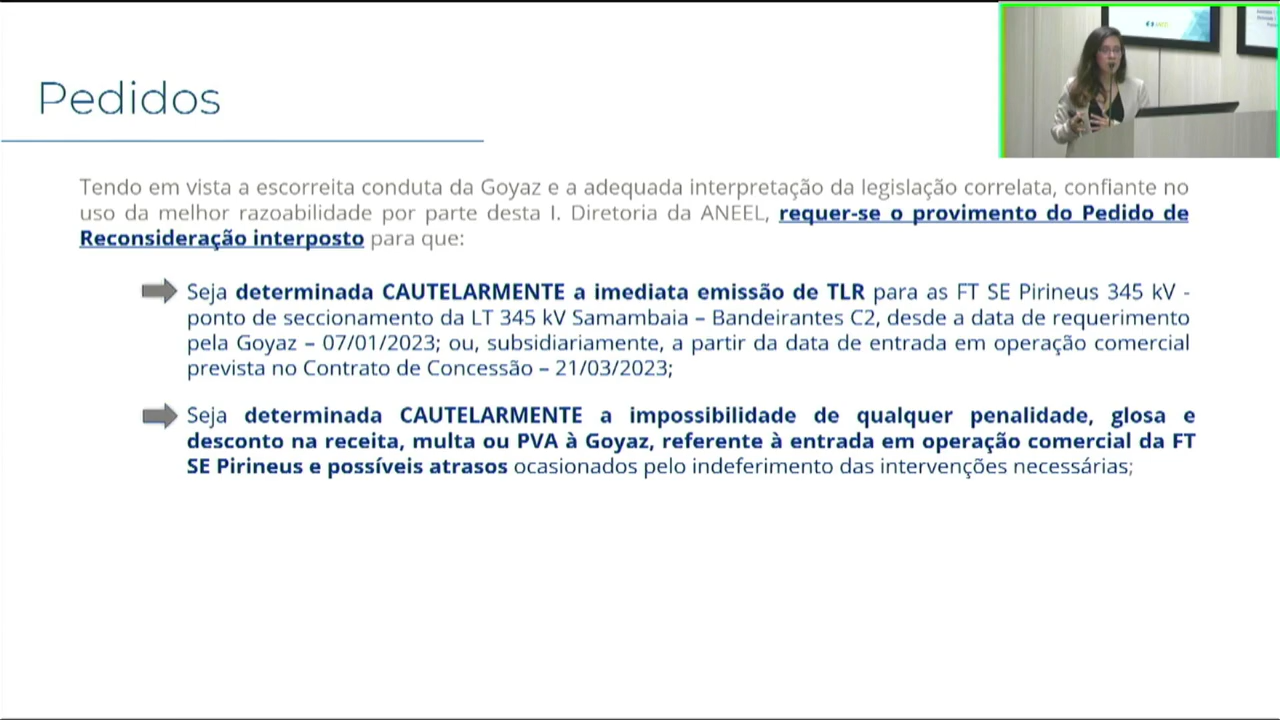 Pedidos
Tendo em vista a escorreita conduta da Goyaz e a adequada interpretação da legislação correlata, confiante no
uso da melhor razoabilidade por parte desta I. Diretoria da ANEEL, requer-se o provimento do Pedido de
Reconsideração interposto para que:
Seja determinada CAUTELARMENTE a imediata emissão de TLR para as FT SE Pirineus 345 kV -
ponto de seccionamento da LT 345 kV Samambaia – Bandeirantes C2, desde a data de requerimento
pela Goyaz – 07/01/2023; ou, subsidiariamente, a partir da data de entrada em operação comercial
prevista no Contrato de Concessão – 21/03/2023;
Seja determinada CAUTELARMENTE a impossibilidade de qualquer penalidade, glosa e
desconto na receita, multa ou PVA à Goyaz, referente à entrada em operação comercial da FT
SE Pirineus e possíveis atrasos ocasionados pelo indeferimento das intervenções necessárias;